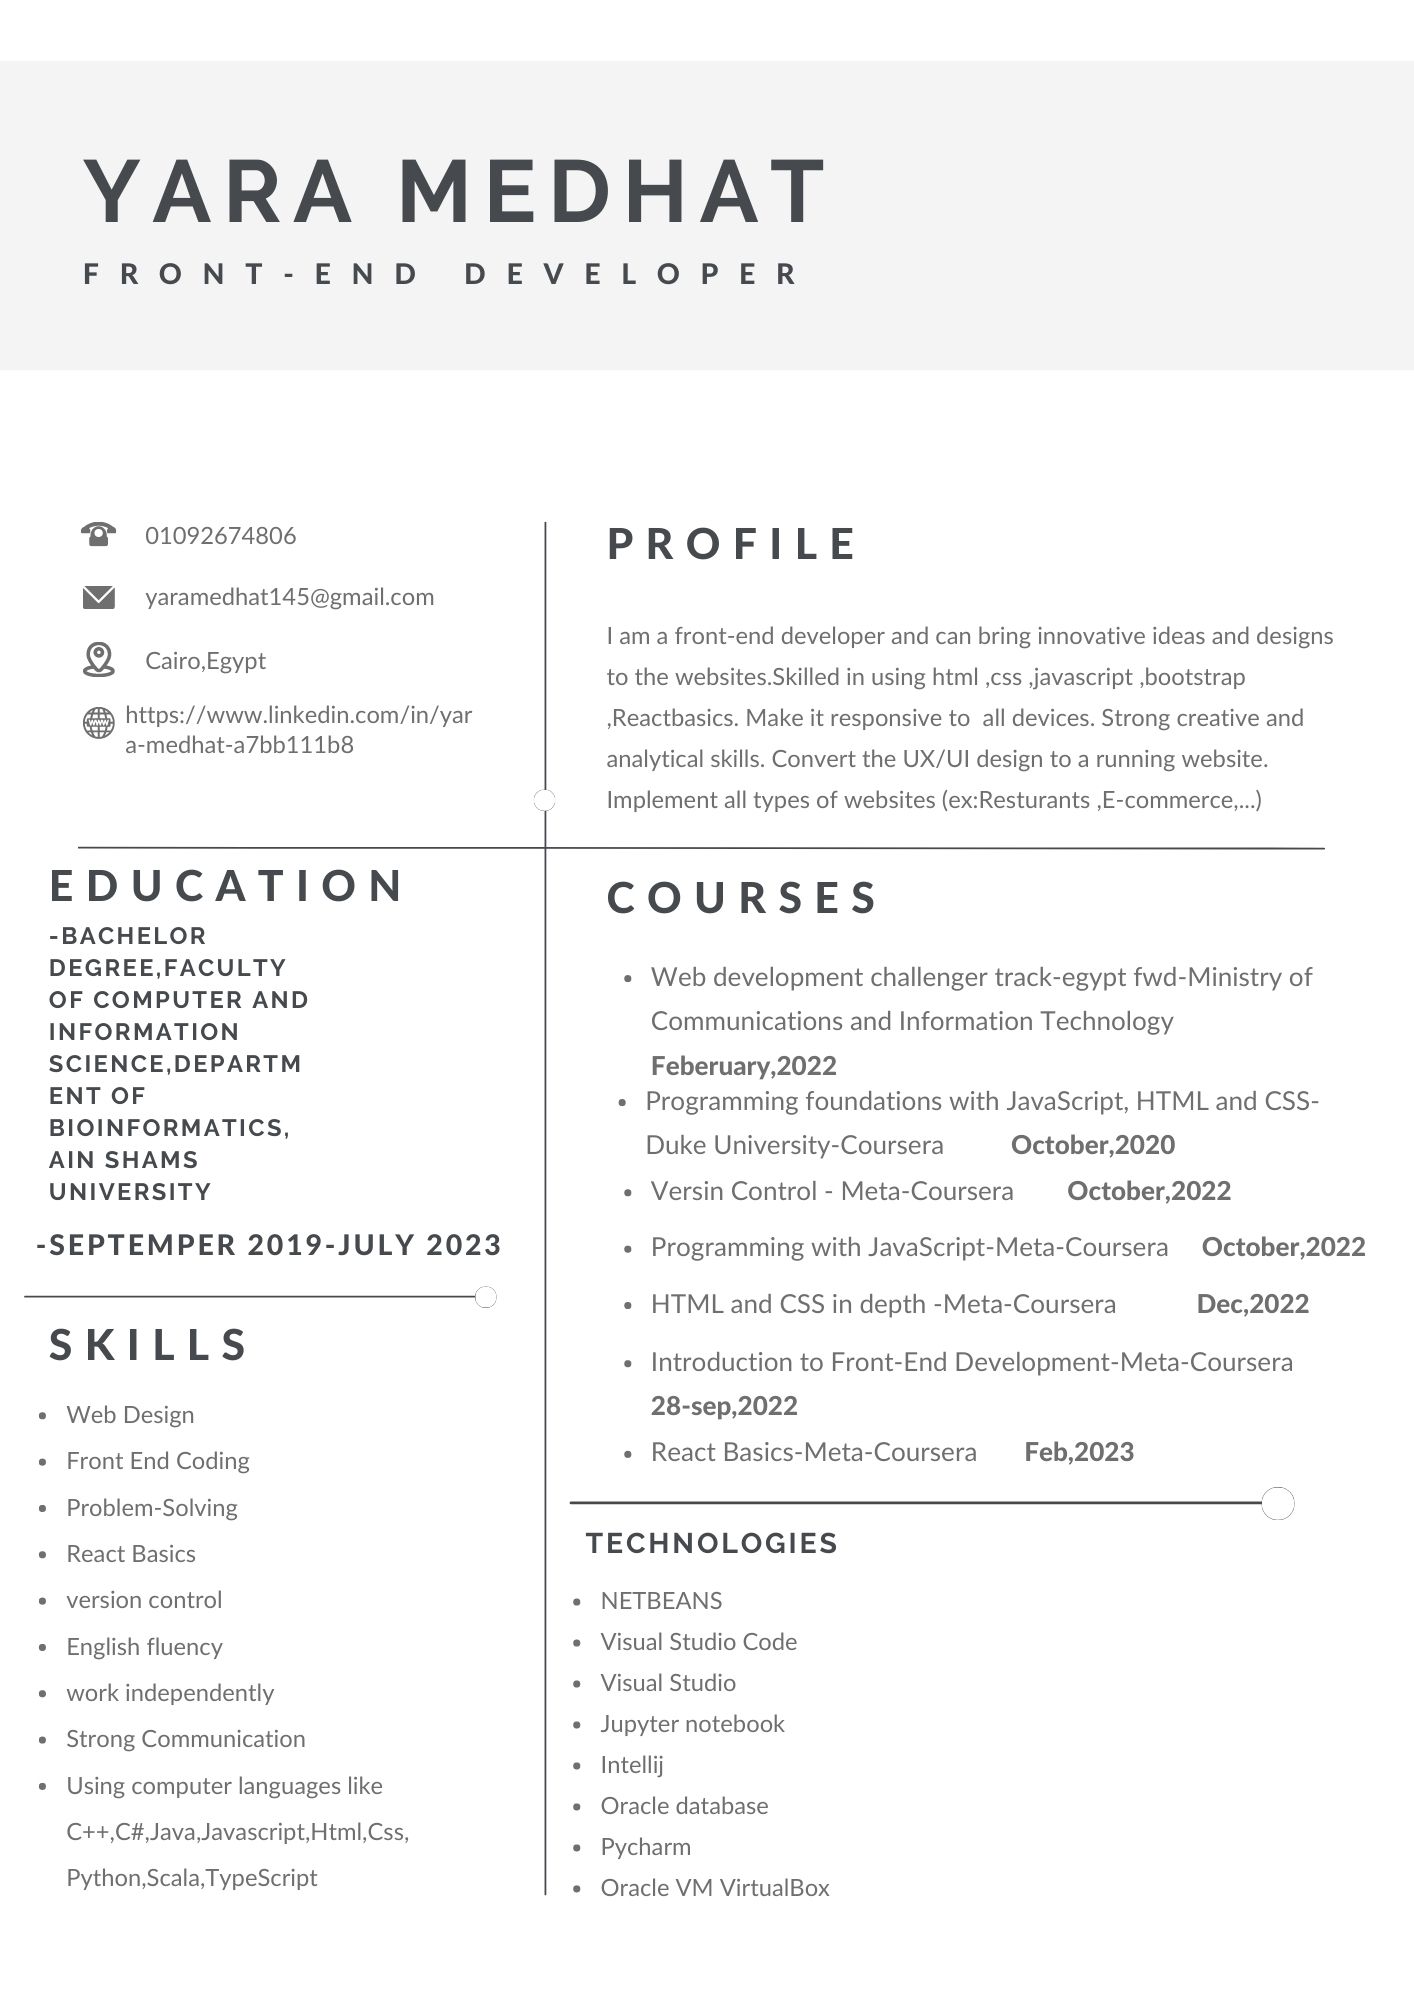 YARA MEDHAT
FRONT-END DEVELOPER
01092674806
yaramedhat145@gmail.com
Cairo,Egypt
https://www.linkedin.com/in/yar
a-medhat-a7bb111b8
PROFILE
I am a front-end developer and can bring innovative ideas and designs
to the websites.Skilled in using html ,css ,javascript ,bootstrap
,Reactbasics. Make it responsive to  all devices. Strong creative and
analytical skills. Convert the UX/UI design to a running website.
Implement all types of websites (ex:Resturants ,E-commerce,...)
EDUCATION
-BACHELOR
DEGREE,FACULTY
OF COMPUTER AND
INFORMATION
SCIENCE,DEPARTM
ENT OF
BIOINFORMATICS,
AIN SHAMS
UNIVERSITY
-SEPTEMPER 2019-JULY 2023
SKILLS
• Web Design
• Front End Coding
• Problem-Solving
• React Basics
• version control
• English fluency
• work independently
• Strong Communication
• Using computer languages like
C++,C#,Java,Javascript,Html,Css,
Python,Scala,TypeScript
COURSES
• Web development challenger track-egypt fwd-Ministry of
Communications and Information Technology
Feberuary,2022
• Programming foundations with JavaScript, HTML and CSS-
Duke University-Coursera October,2020
• Versin Control - Meta-Coursera October,2022
• Programming with JavaScript-Meta-Coursera October,2022
• HTML and CSS in depth -Meta-Coursera Dec,2022
• Introduction to Front-End Development-Meta-Coursera
28-sep,2022
• React Basics-Meta-Coursera Feb,2023
TECHNOLOGIES
• NETBEANS
• Visual Studio Code
• Visual Studio
• Jupyter notebook
• Intellij
• Oracle database
• Pycharm
• Oracle VM VirtualBox